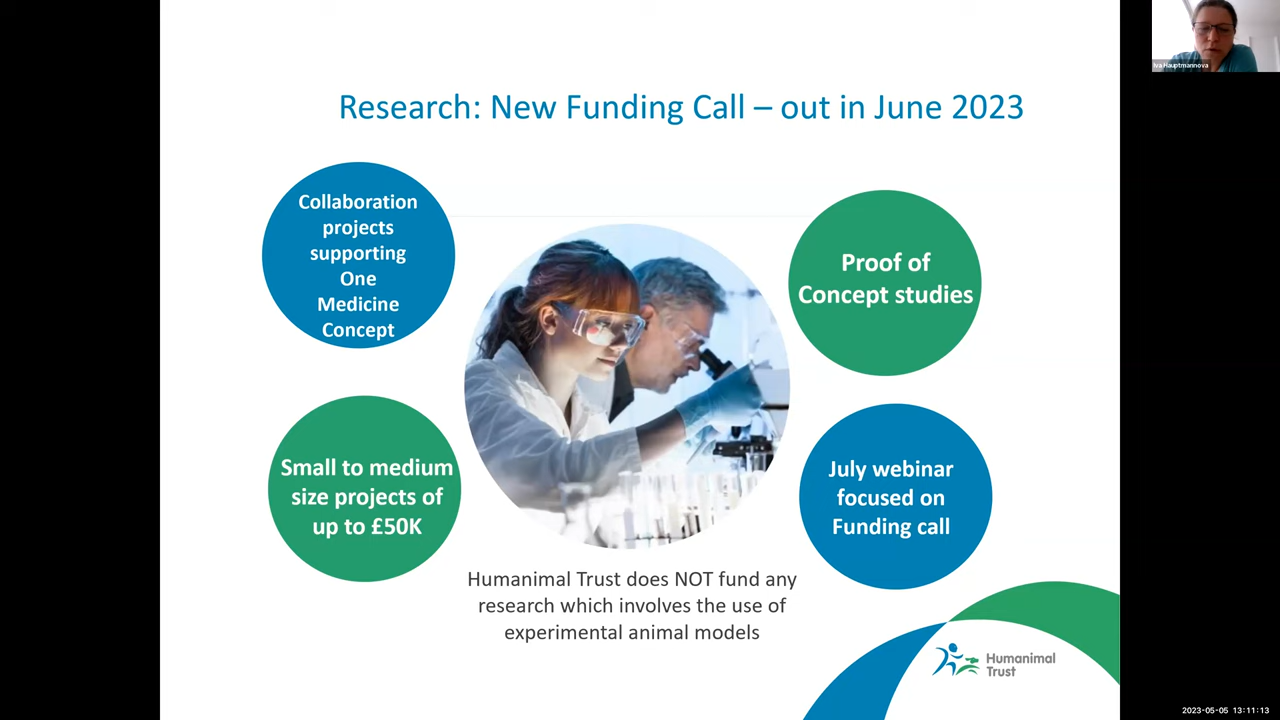 Iva Hauptmannova
Research: New Funding Call – out in June 2023
Collaboration
projects
supporting
One
Medicine
Concept
Proof of
Concept studies
Small to medium
size projects of
up to £50K
July webinar
focused on
Funding call
Humanimal Trust does NOT fund any
research which involves the use of
experimental animal models
Humanimal
Trust
2023-05-05 13:11:13